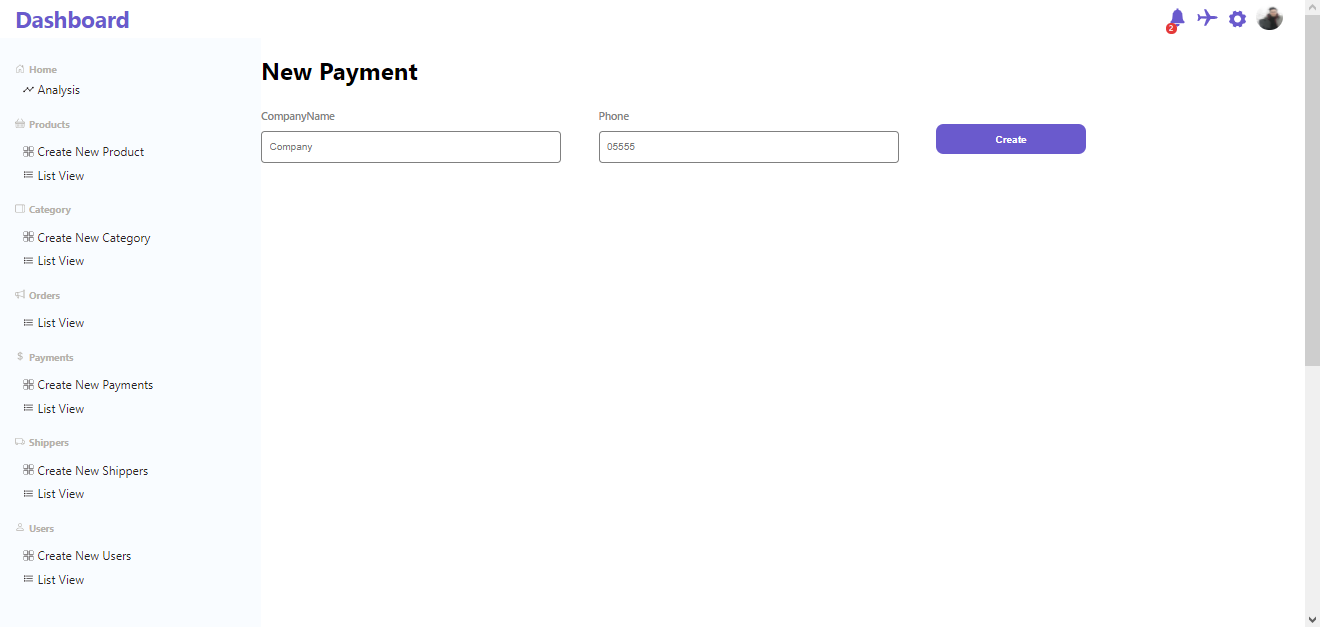 Dashboard
2
Home
Analysis
Products
Create New Product
List View
Category
Create New Category
List View
Orders
List View
$ Payments
Create New Payments
List View
Shippers
Create New Shippers
List View
Users
Create New Users
List View
New Payment
CompanyName
Company
Phone
05555
Create